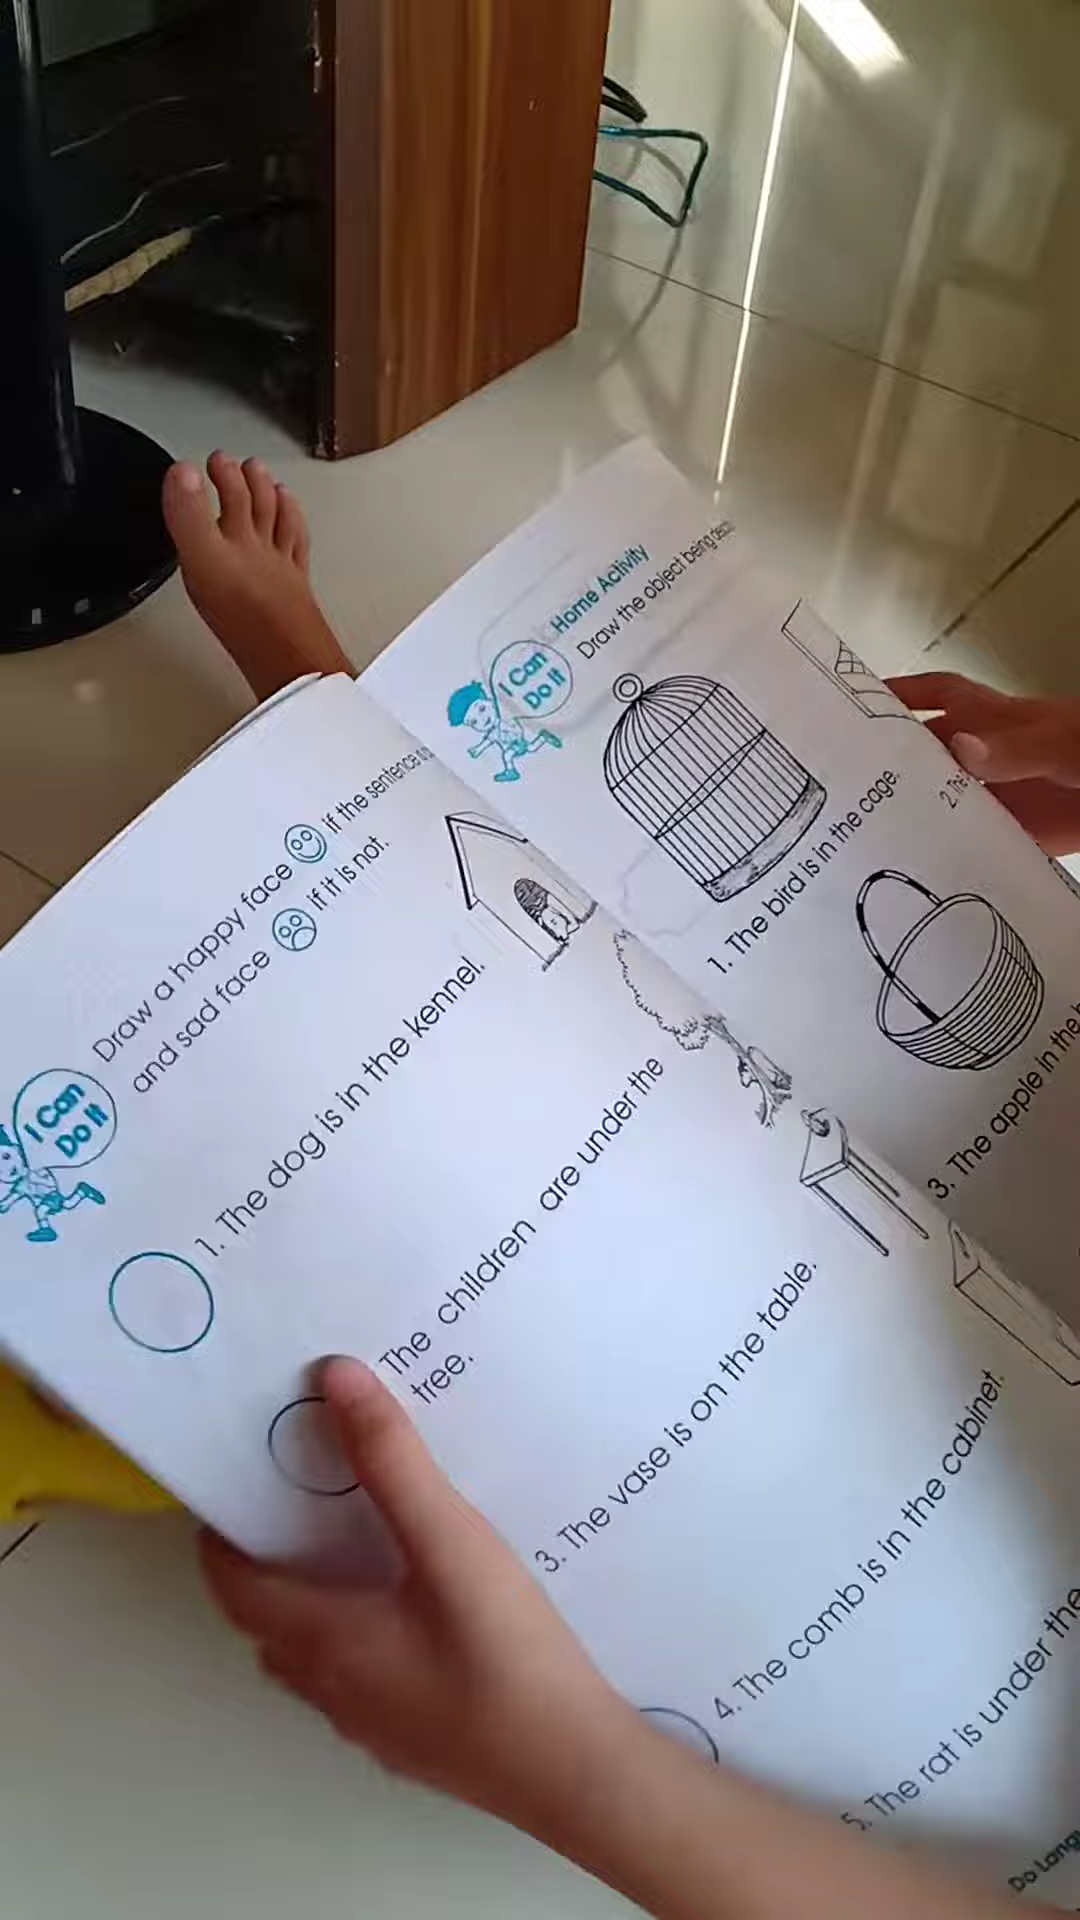 I Can
Do It
Draw a happy face if the sentence
and sad face if it is not.
1. The dog is in the kennel.
The children are under the
tree.
3. The vase is on the table.
4. The comb is in the cabinet.
5. The rat is under the
Do
I Can
Do It
Home Activity
Draw the object being
1. The bird is in the cage.
2. The
3. The apple in the